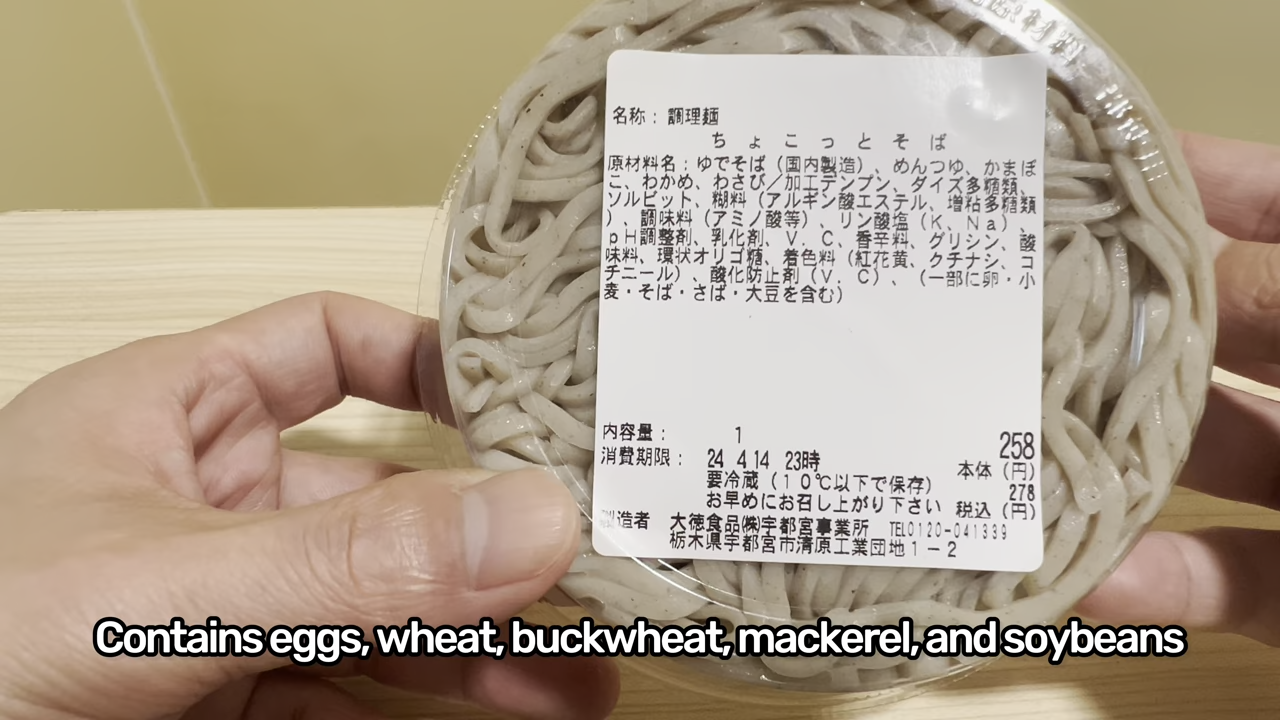 原材料
名称：調理麺
ちょこっとそば
原材料名：ゆでそば（国内製造）、めんつゆ、かまぼ
こ、わかめ、わさび／加工デンプン、ダイズ多糖類、
ソルビット、糊料（アルギン酸エステル、増粘多糖類
）、調味料（アミノ酸等）、リン酸塩（Ｋ、Ｎａ）、
ｐＨ調整剤、乳化剤、Ｖ．Ｃ、香辛料、グリシン、酸
味料、環状オリゴ糖、着色料（紅花黄、クチナシ、コ
チニール）、酸化防止剤（Ｖ．Ｃ）、（一部に卵・小
麦・そば・さば・大豆を含む）
内容量： 1
258
消費期限： 24 4.14 23時 本体（円）
要冷蔵（１０℃以下で保存） 278
お早めにお召し上がり下さい 税込（円）
製造者 大徳食品㈱宇都宮事業所 TEL0120-041339
栃木県宇都宮市清原工業団地１－２
Contains eggs, wheat, buckwheat, mackerel, and soybeans